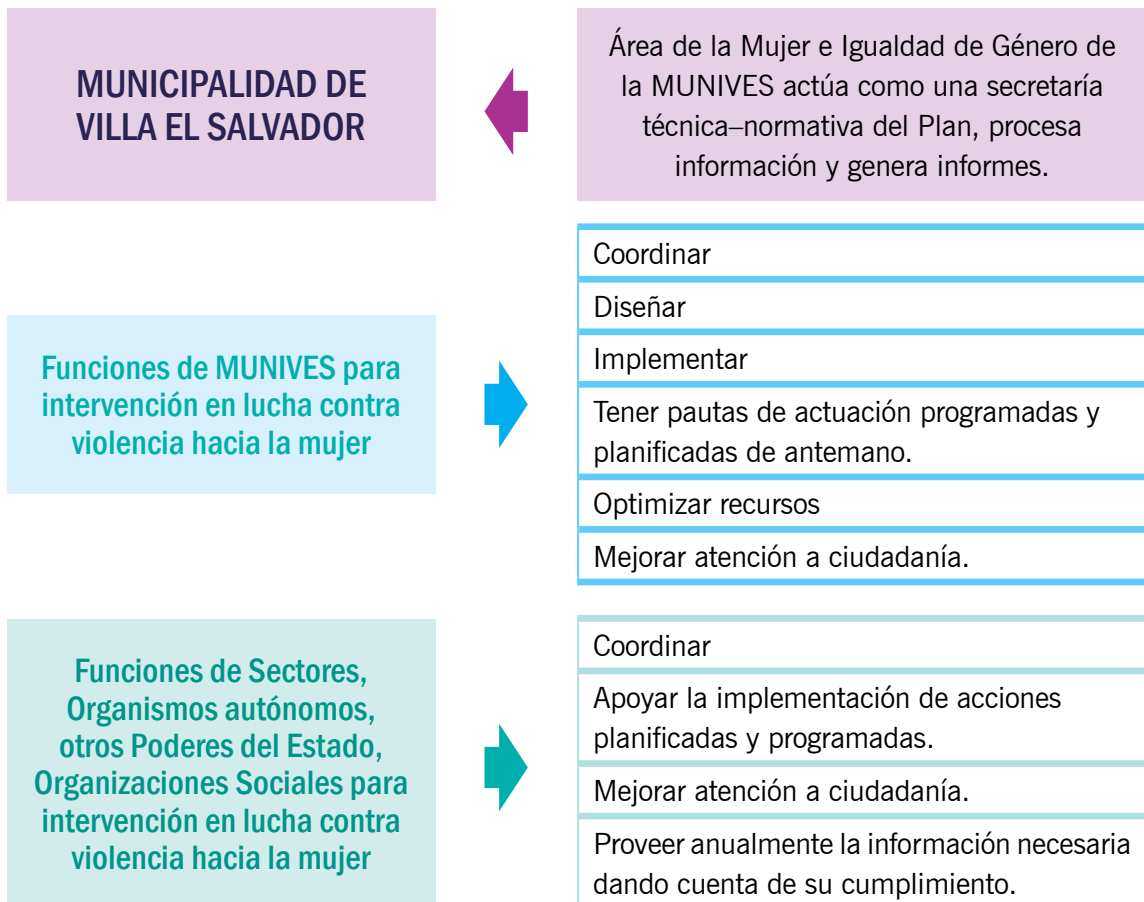 MUNICIPALIDAD DE
VILLA EL SALVADOR
Área de la Mujer e Igualdad de Género de
la MUNIVES actúa como una secretaría
técnica–normativa del Plan, procesa
información y genera informes.
Funciones de MUNIVES para
intervención en lucha contra
violencia hacia la mujer
Coordinar
Diseñar
Implementar
Tener pautas de actuación programadas y
planificadas de antemano.
Optimizar recursos
Mejorar atención a ciudadanía.
Funciones de Sectores,
Organismos autónomos,
otros Poderes del Estado,
Organizaciones Sociales para
intervención en lucha contra
violencia hacia la mujer
Coordinar
Apoyar la implementación de acciones
planificadas y programadas.
Mejorar atención a ciudadanía.
Proveer anualmente la información necesaria
dando cuenta de su cumplimiento.